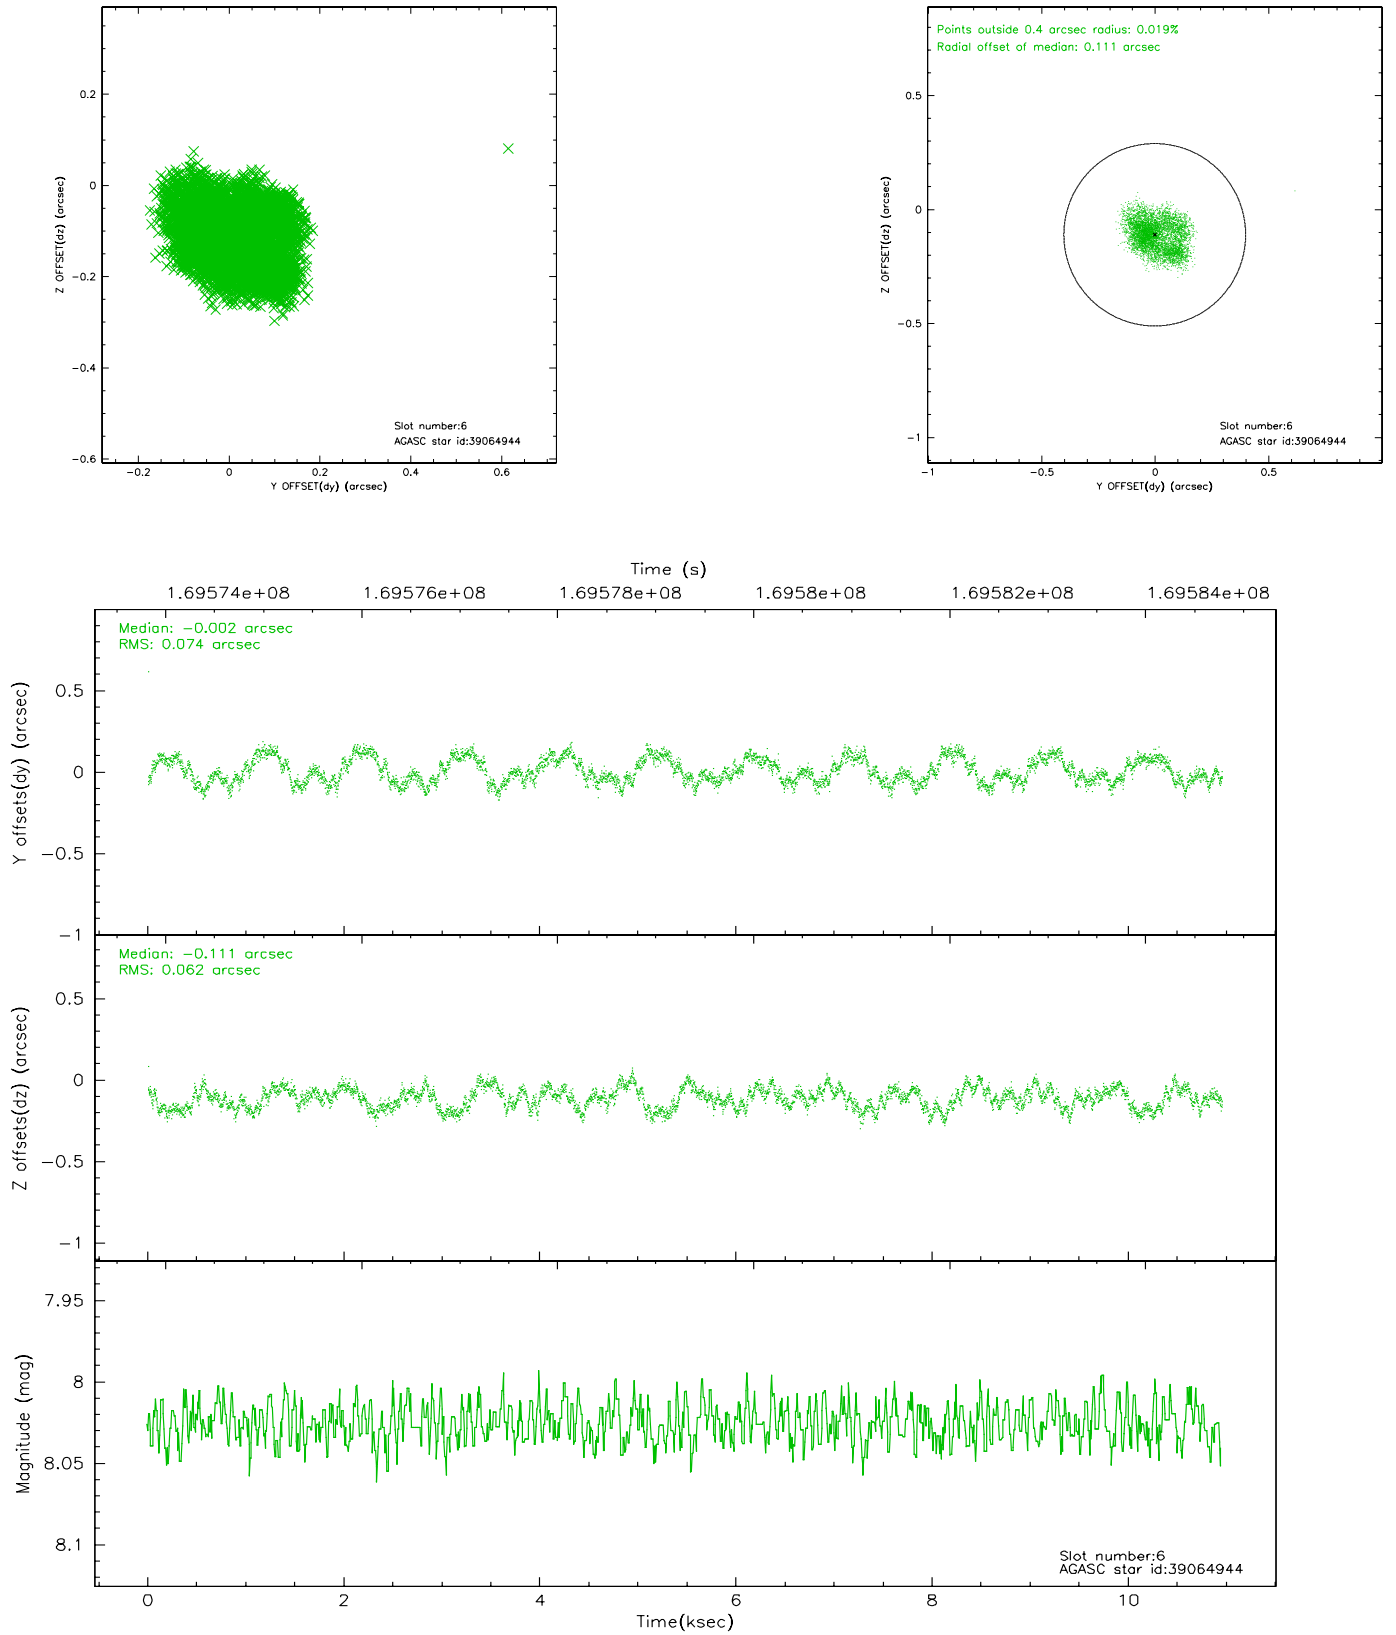 0.2
0
−0.2
−0.4
−0.6
Z OFFSET(dz) (arcsec)
Slot number:6
AGASC star id:39064944
−0.2
0
0.2
0.4
0.6
Y OFFSET(dy) (arcsec)
Points outside 0.4 arcsec radius: 0.019%
Radial offset of median: 0.111 arcsec
0.5
0
−0.5
−1
Z OFFSET(dz) (arcsec)
Slot number:6
AGASC star id:39064944
−1
−0.5
0
0.5
Y OFFSET(dy) (arcsec)
Time (s)
1.69574e+08
1.69576e+08
1.69578e+08
1.6958e+08
1.69582e+08
1.69584e+08
Median: −0.002 arcsec
RMS: 0.074 arcsec
0.5
0
−0.5
−1
Y offsets(dy) (arcsec)
Median: −0.111 arcsec
RMS: 0.062 arcsec
0.5
0
−0.5
−1
Z offsets(dz) (arcsec)
7.95
8
8.05
8.1
Magnitude (mag)
Slot number:6
AGASC star id:39064944
0
2
4
6
8
10
Time(ksec)